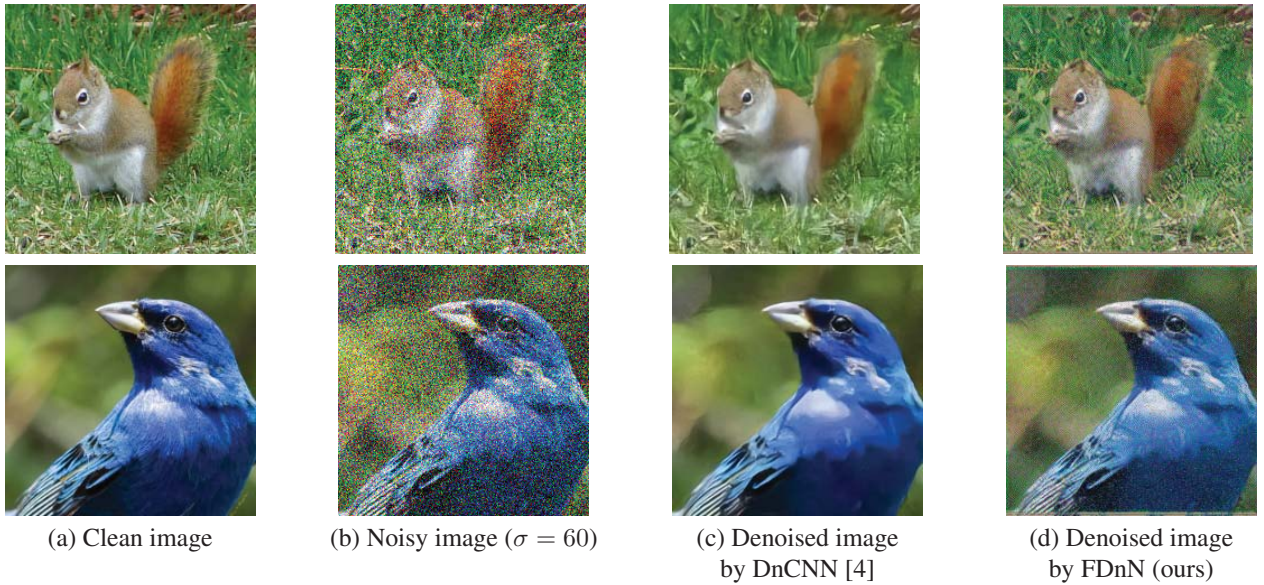 (a) Clean image
(b) Noisy image (σ = 60)
(c) Denoised image
by DnCNN [4]
(d) Denoised image
by FDnN (ours)